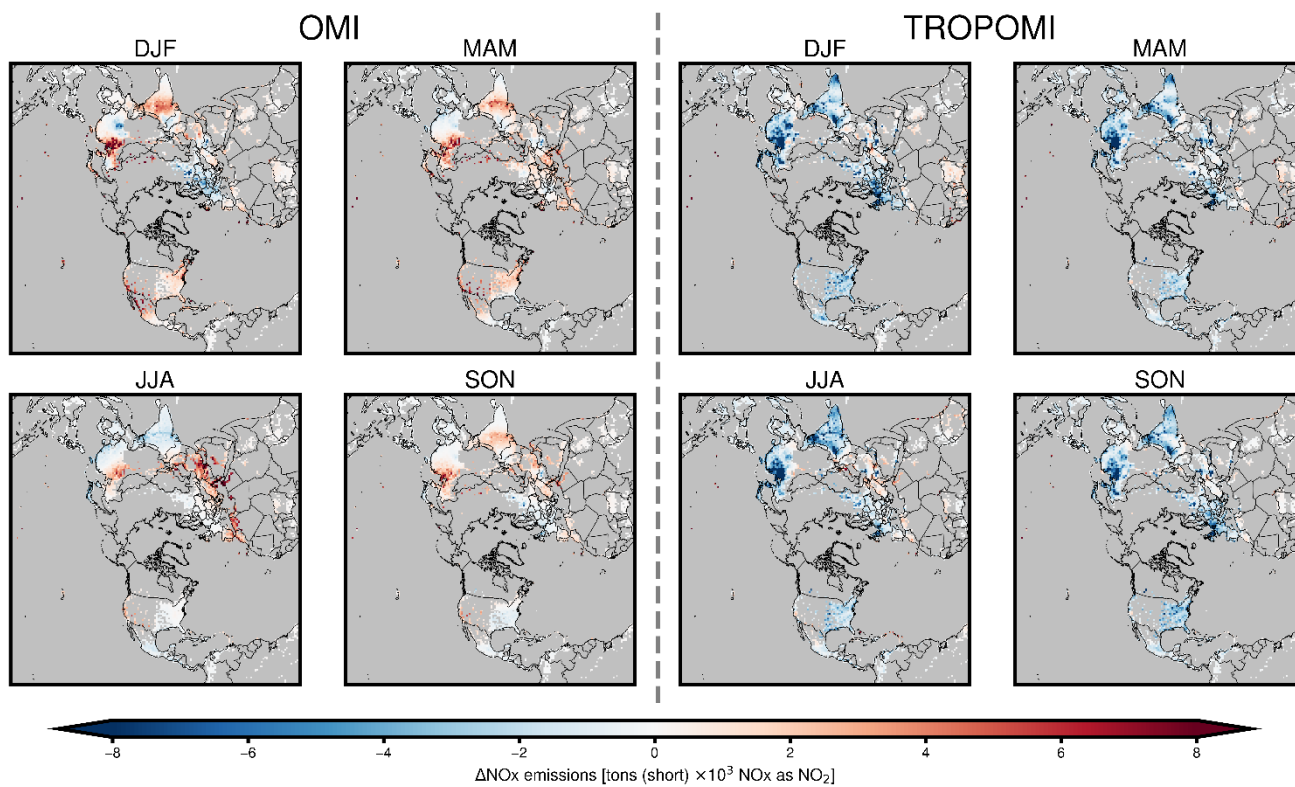 OMI
TROPOMI
DJF
MAM
DJF
MAM
JJA
SON
JJA
SON
−8
−6
−4
−2
0
2
4
6
8
ΔNOx emissions [tons (short) ×10³ NOx as NO₂]